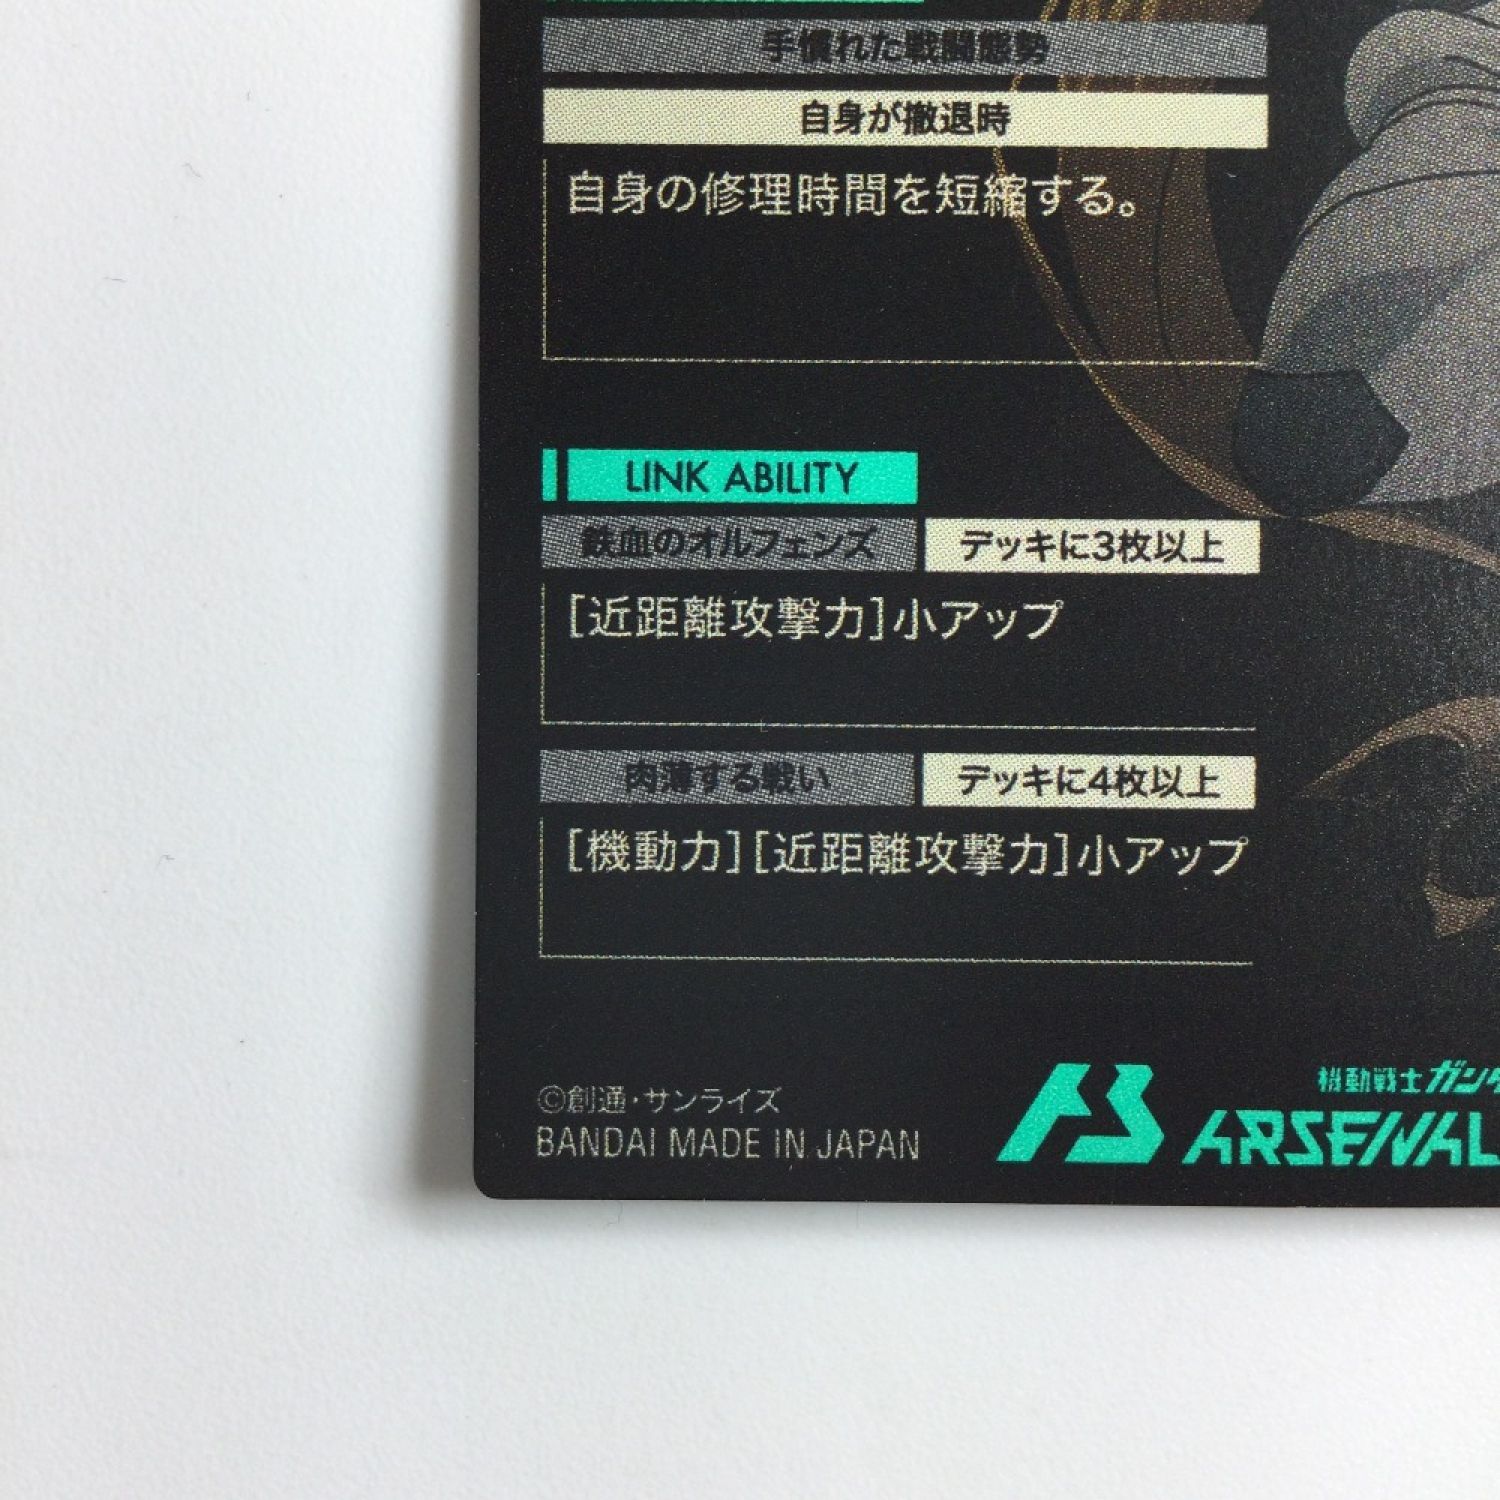 手慣れた戦闘態勢
自身が撤退時
自身の修理時間を短縮する。
LINK ABILITY
鉄血のオルフェンズ デッキに3枚以上
[近距離攻撃力]小アップ
肉薄する戦い デッキに4枚以上
[機動力][近距離攻撃力]小アップ
©創通・サンライズ
BANDAI MADE IN JAPAN
機動戦士ガンダ
ARSENAL